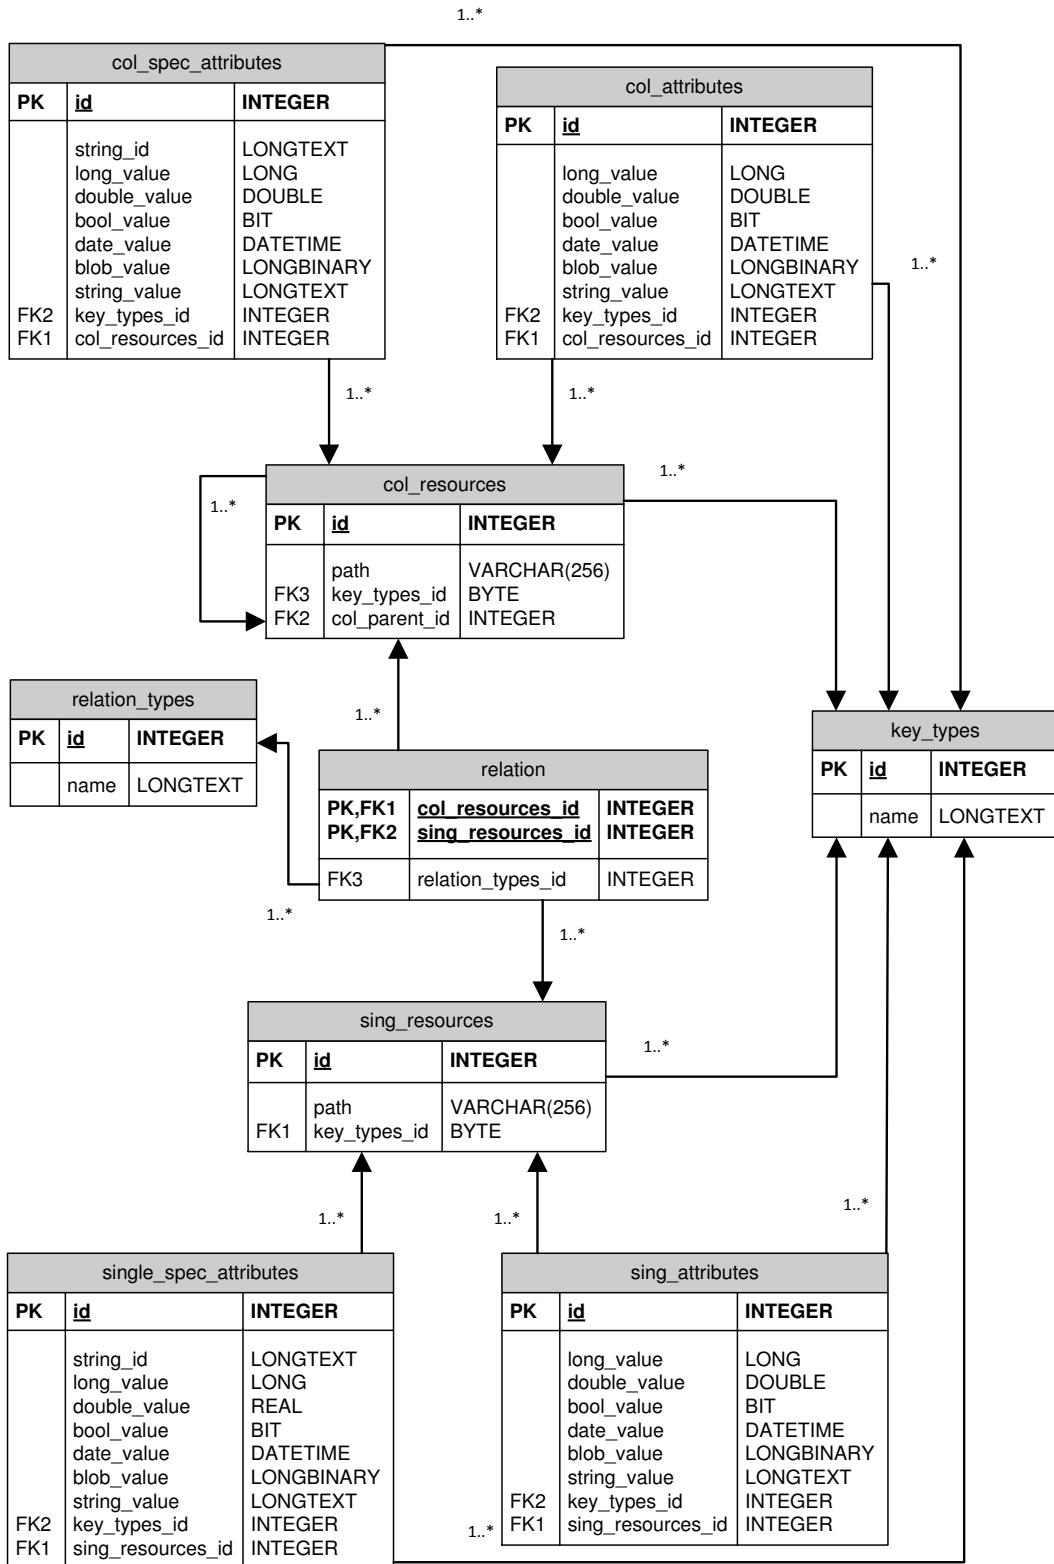 1..*
col_spec_attributes
PK id INTEGER
string_id LONGTEXT
long_value LONG
double_value DOUBLE
bool_value BIT
date_value DATETIME
blob_value LONGBINARY
string_value LONGTEXT
FK2 key_types_id INTEGER
FK1 col_resources_id INTEGER
col_attributes
PK id INTEGER
long_value LONG
double_value DOUBLE
bool_value BIT
date_value DATETIME
blob_value LONGBINARY
string_value LONGTEXT
FK2 key_types_id INTEGER
FK1 col_resources_id INTEGER
1..*
1..*
1..*
1..*
1..*
col_resources
PK id INTEGER
path VARCHAR(256)
FK3 key_types_id BYTE
FK2 col_parent_id INTEGER
relation_types
PK id INTEGER
name LONGTEXT
1..*
relation
PK,FK1 col_resources_id INTEGER
PK,FK2 sing_resources_id INTEGER
FK3 relation_types_id INTEGER
key_types
PK id INTEGER
name LONGTEXT
1..*
1..*
sing_resources
PK id INTEGER
path VARCHAR(256)
FK1 key_types_id BYTE
1..*
1..*
1..*
1..*
single_spec_attributes
PK id INTEGER
string_id LONGTEXT
long_value LONG
double_value REAL
bool_value BIT
date_value DATETIME
blob_value LONGBINARY
string_value LONGTEXT
FK2 key_types_id INTEGER
FK1 sing_resources_id INTEGER
sing_attributes
PK id INTEGER
long_value LONG
double_value DOUBLE
bool_value BIT
date_value DATETIME
blob_value LONGBINARY
string_value LONGTEXT
FK2 key_types_id INTEGER
FK1 sing_resources_id INTEGER
1..*